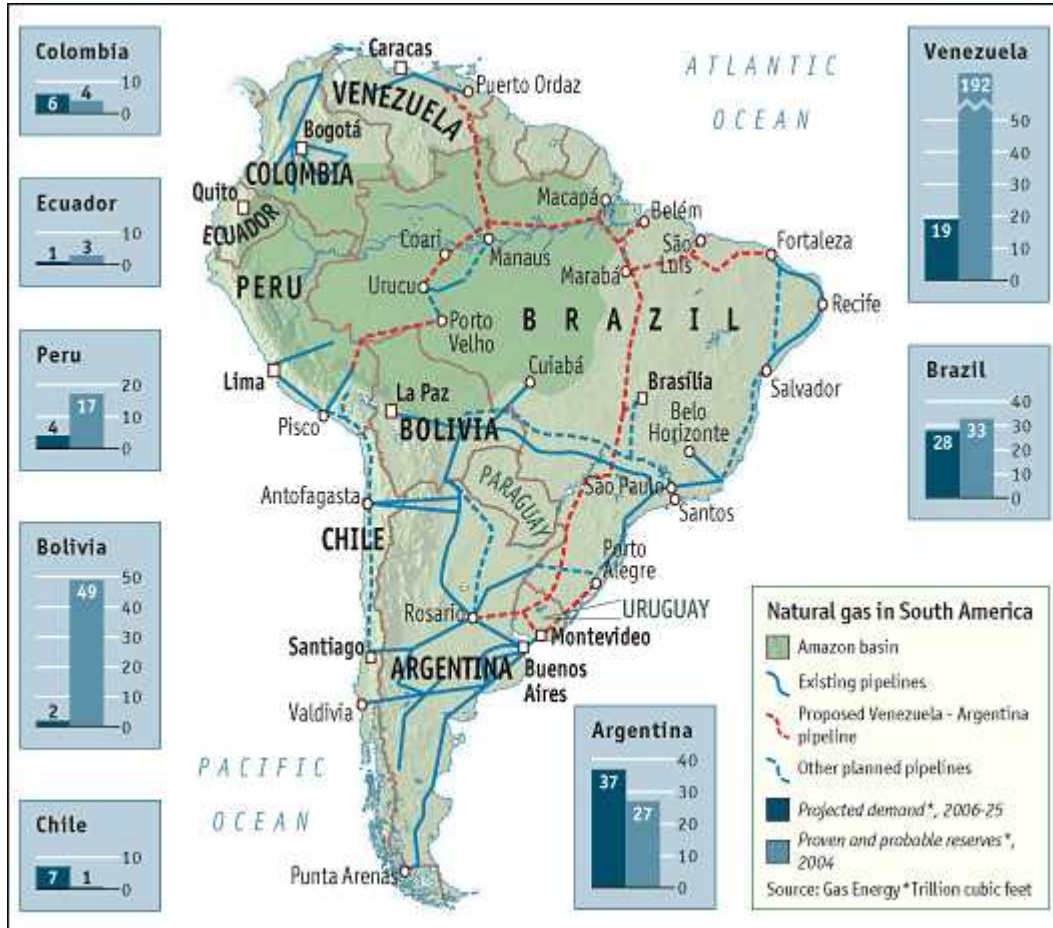 Colombia
10
6
4
0
Ecuador
10
1
3
0
Peru
20
17
10
4
0
Bolivia
50
49
40
30
20
10
2
0
Chile
10
7
1
0
Venezuela
192
50
40
30
20
19
10
0
Brazil
40
33
30
28
20
10
0
Argentina
40
37
30
27
20
10
0
ATLANTIC
OCEAN
Caracas
Puerto Ordaz
VENEZUELA
Bogotá
COLOMBIA
Quito
ECUADOR
Macapá
Belém
Coari
Manaus
São
Luís
Fortaleza
Marabá
Urucu
PERU
BRAZIL
Recife
Porto
Velho
Cuiabá
Lima
La Paz
Brasília
Salvador
Pisco
BOLIVIA
Belo
Horizonte
PARAGUAY
São Paulo
Antofagasta
Santos
CHILE
Porto
Alegre
Rosario
URUGUAY
Montevideo
Santiago
ARGENTINA
Buenos
Aires
Valdivia
PACIFIC
OCEAN
Punta Arenas
Natural gas in South America
Amazon basin
Existing pipelines
Proposed Venezuela - Argentina
pipeline
Other planned pipelines
Projected demand*, 2006-25
Proven and probable reserves*,
2004
Source: Gas Energy *Trillion cubic feet